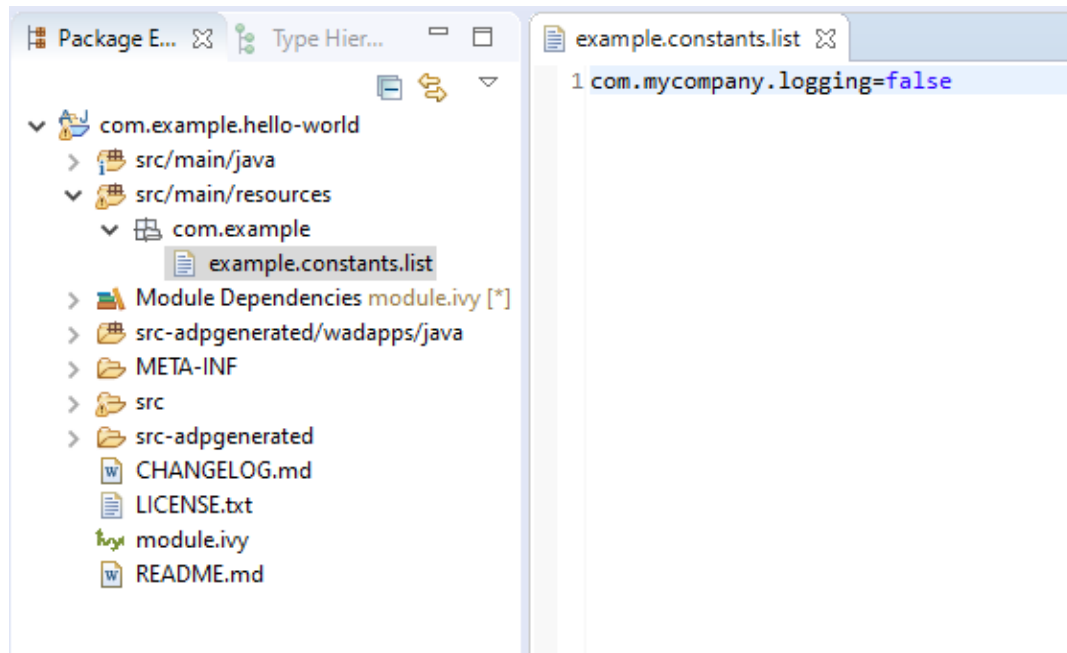 Package E...
Type Hier...
com.example.hello-world
src/main/java
src/main/resources
com.example
example.constants.list
Module Dependencies module.ivy [*]
src-adpgenerated/wadapps/java
META-INF
src
src-adpgenerated
CHANGELOG.md
LICENSE.txt
module.ivy
README.md
example.constants.list
1 com.mycompany.logging=false